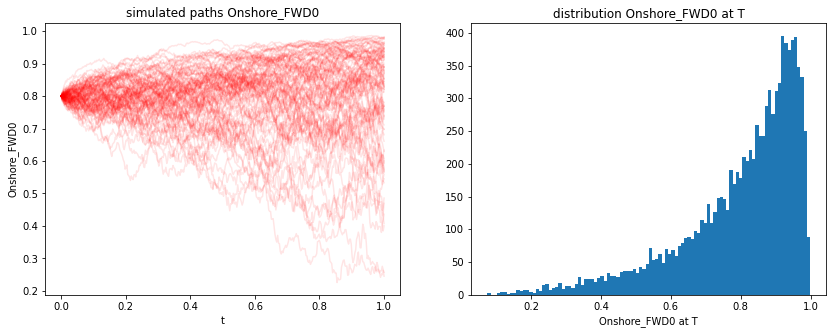 simulated paths Onshore_FWD0
1.0
0.9
0.8
0.7
0.6
0.5
0.4
0.3
0.2
Onshore_FWD0
0.0 0.2 0.4 0.6 0.8 1.0
t
distribution Onshore_FWD0 at T
400
350
300
250
200
150
100
50
0
0.2 0.4 0.6 0.8 1.0
Onshore_FWD0 at T